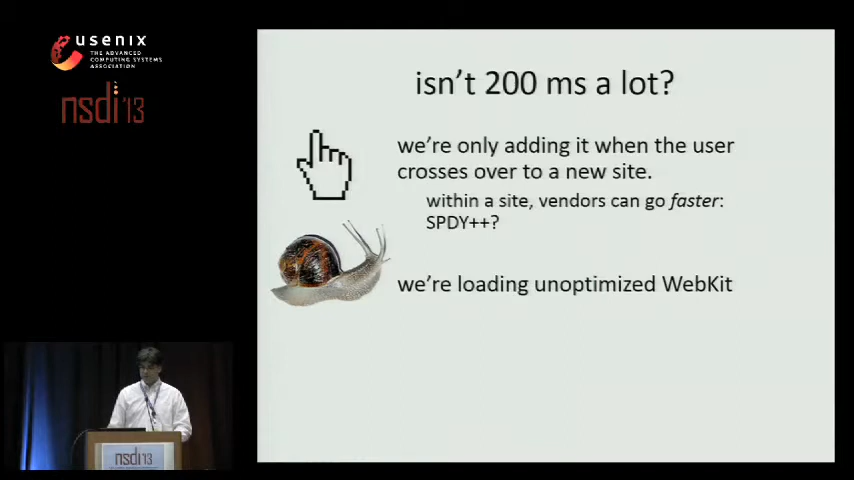 usenix
THE ADVANCED
COMPUTING SYSTEMS
ASSOCIATION
nsdi '13
isn't 200 ms a lot?
we're only adding it when the user
crosses over to a new site.
within a site, vendors can go faster:
SPDY++?
we're loading unoptimized WebKit
nsdi '13